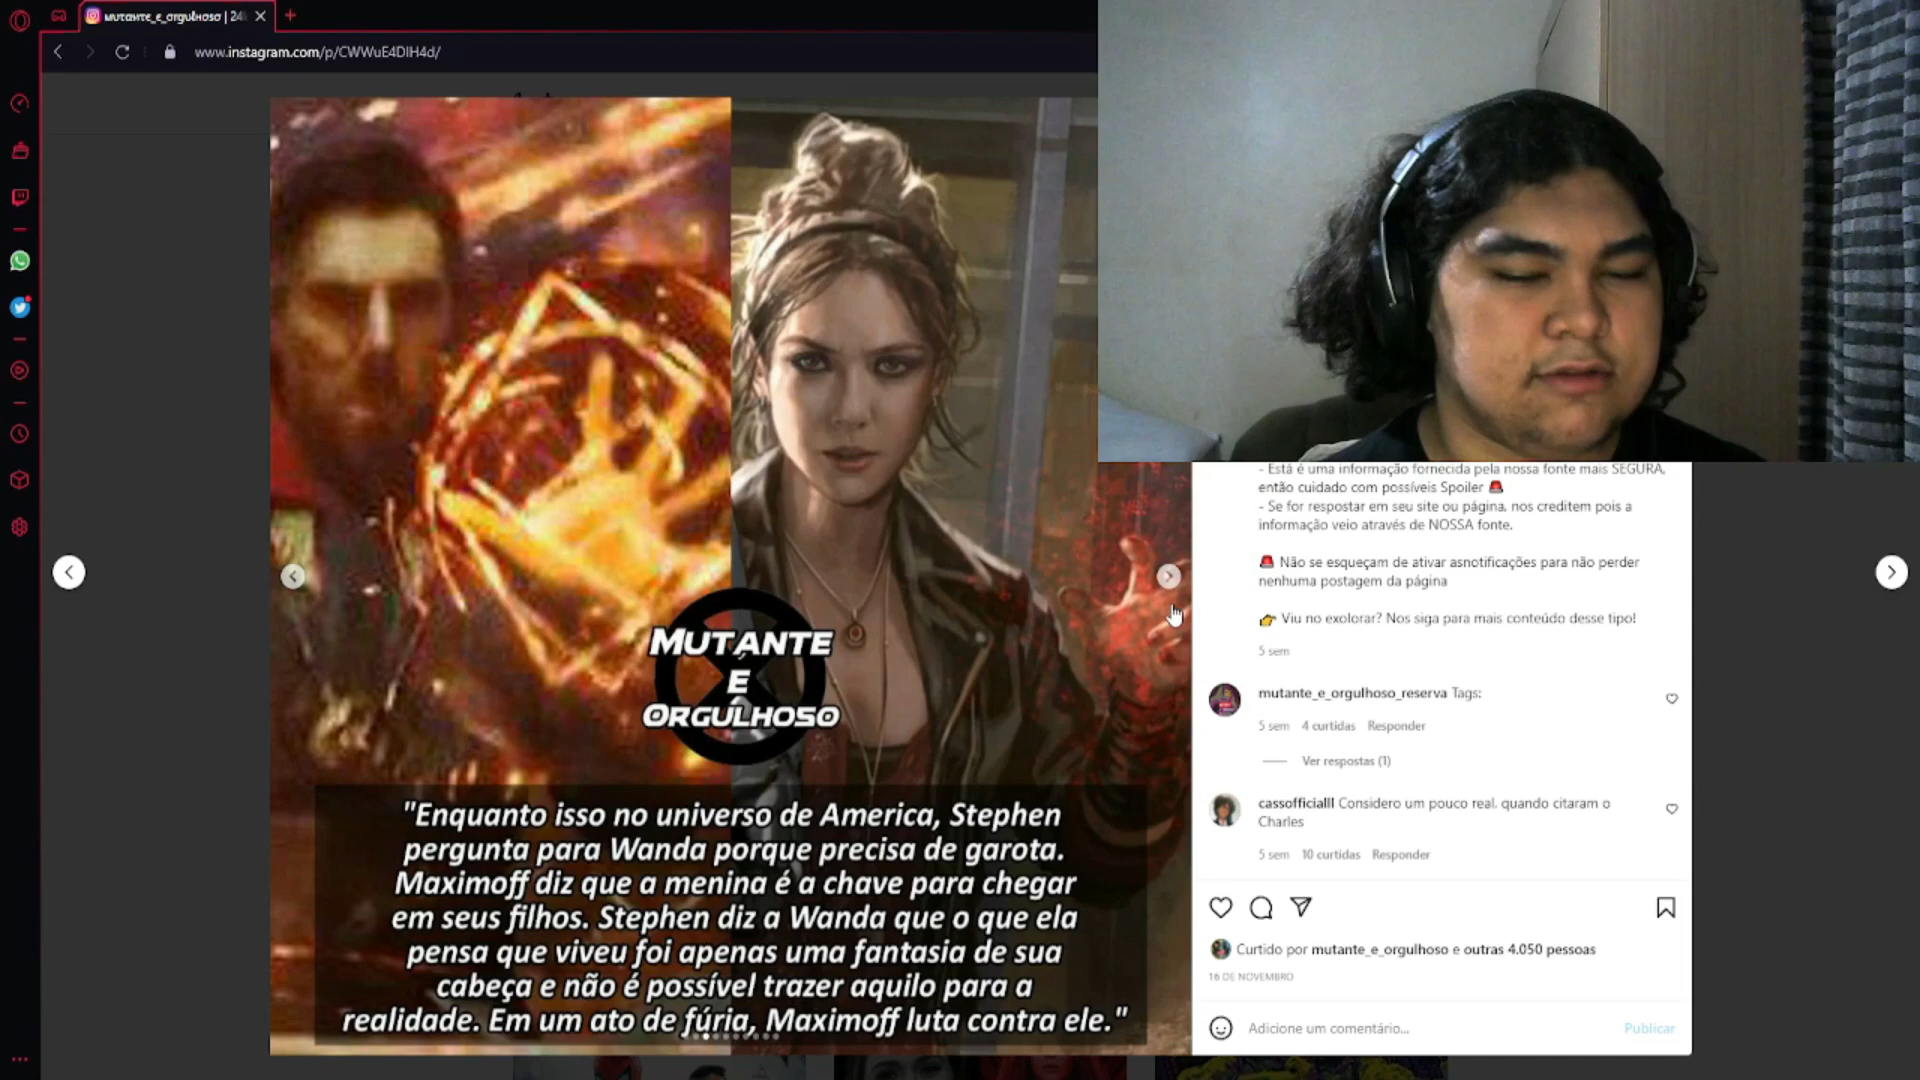 mutante_e_orgulhoso | 24
www.instagram.com/p/CWWuE4DIH4d/
MUTANTE
É
ORGULHOSO
"Enquanto isso no universo de America, Stephen
pergunta para Wanda porque precisa de garota.
Maximoff diz que a menina é a chave para chegar
em seus filhos. Stephen diz a Wanda que o que ela
pensa que viveu foi apenas uma fantasia de sua
cabeça e não é possível trazer aquilo para a
realidade. Em um ato de fúria, Maximoff luta contra ele."
- Está é uma informação fornecida pela nossa fonte mais SEGURA,
então cuidado com possíveis Spoiler 🚨
- Se for respostar em seu site ou página, nos creditem pois a
informação veio através de NOSSA fonte.
🚨 Não se esqueçam de ativar asnotificações para não perder
nenhuma postagem da página
👉 Viu no exolorar? Nos siga para mais conteúdo desse tipo!
5 sem
mutante_e_orgulhoso_reserva Tags:
5 sem 4 curtidas Responder
Ver respostas (1)
cassofficialll Considero um pouco real, quando citaram o
Charles
5 sem 10 curtidas Responder
Curtido por mutante_e_orgulhoso e outras 4.050 pessoas
16 DE NOVEMBRO
Adicione um comentário...
Publicar